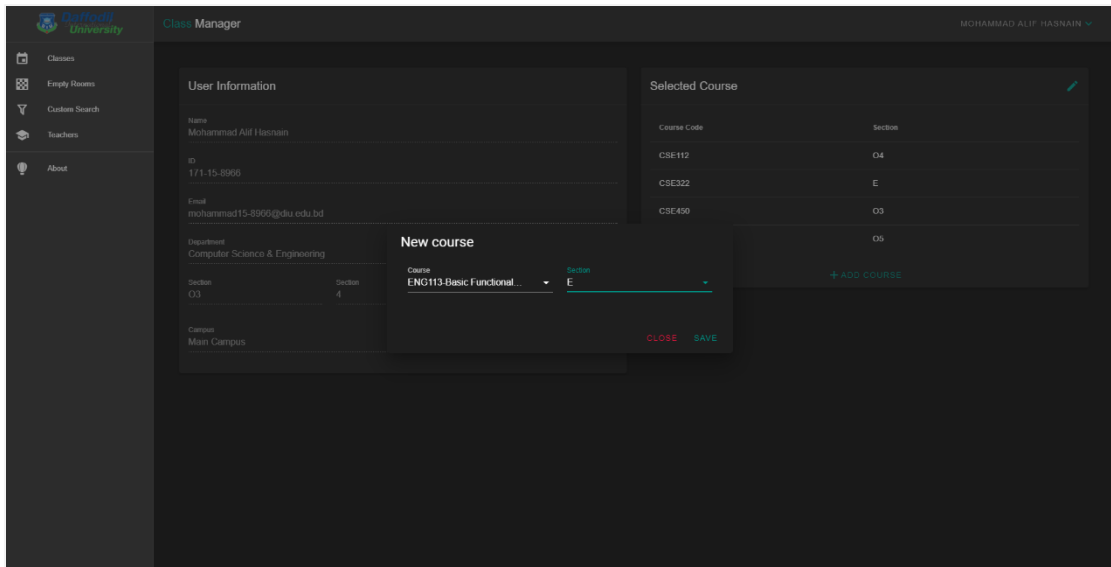 Daffodil
University
Class Manager
MOHAMMAD ALIF HASNAIN
Classes
Empty Rooms
Custom Search
Teachers
About
User Information
Name
Mohammad Alif Hasnain
ID
171-15-8966
Email
mohammad15-8966@diu.edu.bd
Department
Computer Science & Engineering
Section Section
O3 4
Campus
Main Campus
Selected Course
Course Code Section
CSE112 O4
CSE322 E
CSE450 O3
O5
+ ADD COURSE
New course
Course Section
ENG113-Basic Functional... E
CLOSE SAVE